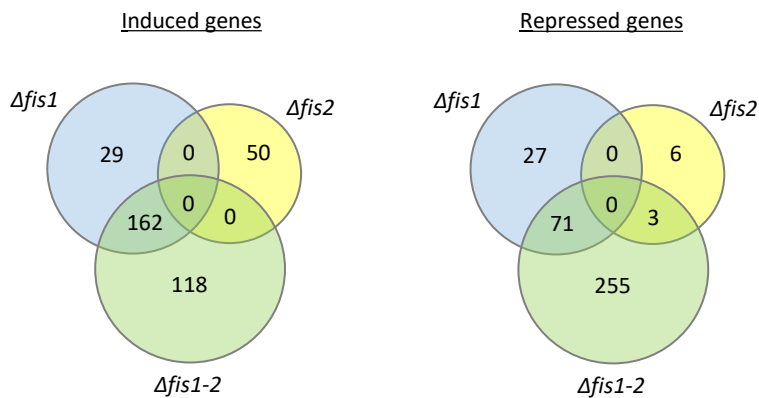 Induced genes
Δfis1
Δfis2
29
0
50
0
0
162
118
Δfis1-2
Repressed genes
Δfis1
Δfis2
27
0
6
0
3
71
255
Δfis1-2